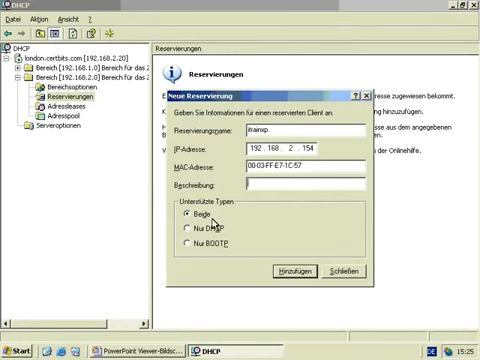 DHCP
Datei Aktion Ansicht ?
DHCP
london.certbits.com [192.168.2.20]
Bereich [192.168.1.0] Bereich für das 2
Bereich [192.168.2.0] Bereich für das 2
Bereichsoptionen
Reservierungen
Adressleases
Adresspool
Serveroptionen
Reservierungen
Reservierungen
se zugewiesen bekommt.
hinzuzufügen.
se aus dem angegebenen
der Onlinehilfe.
Neue Reservierung
Geben Sie Informationen für einen reservierten Client an.
Reservierungsname: itrainxp
IP-Adresse: 192 . 168 . 2 . 154
MAC-Adresse: 00-03-FF-E7-1C-57
Beschreibung:
Unterstützte Typen
Beide
Nur DHCP
Nur BOOTP
Hinzufügen Schließen
Start PowerPoint Viewer-Bildsc... DHCP DE 15:25